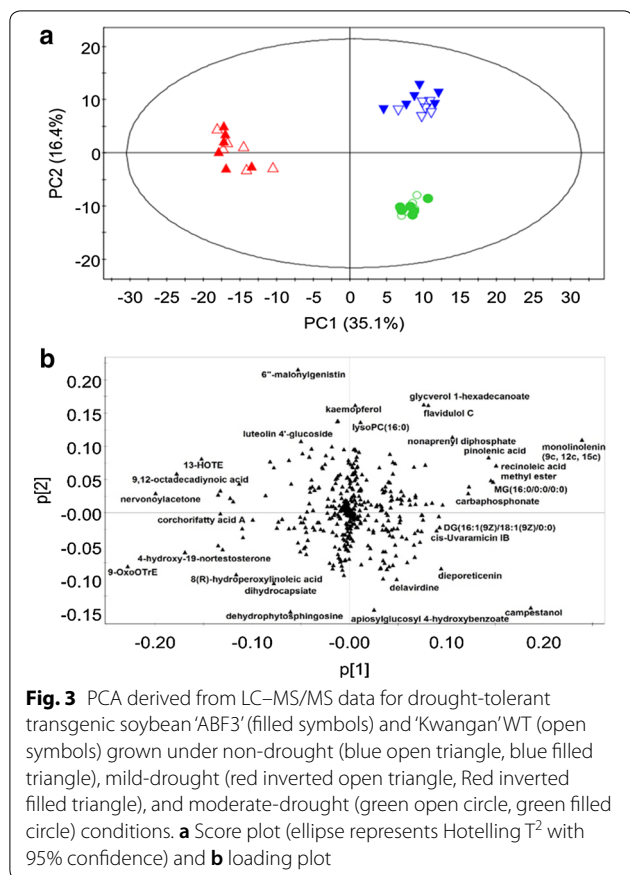 a
20
10
0
-10
-20
PC2 (16.4%)
-30 -25 -20 -15 -10 -5 0 5 10 15 20 25 30
PC1 (35.1%)
b
0.20
0.15
0.10
0.05
-0.00
-0.05
-0.10
-0.15
p[2]
6"-malonylgenistin
glycverol 1-hexadecanoate
kaempofero
flavidulol C
lysoPC(16:0)
luteolin 4'-glucoside
nonaprenyl diphosphate
monolinolenin
(9c, 12c, 15c)
pinolenic acid
13-HOTE
recinoleic acid
methyl ester
9,12-octadecadiynoic acid
MG(16:0/0:0/0:0)
nervonoylacetone
carbaphosphonate
corchorifatty acid A
DG(16:1(9Z)/18:1(9Z)/0:0)
cis-Uvaramicin IB
4-hydroxy-19-nortestosterone
9-OxoOTrE
8(R)-hydroperoxylinoleic acid
dieporeticenin
dihydrocapsiate
delavirdine
dehydrophytosphingosine
apiosylglucosyl 4-hydroxybenzoate
campestanol
-0.20 -0.10 -0.00 0.10 0.20
p[1]
Fig. 3 PCA derived from LC–MS/MS data for drought-tolerant
transgenic soybean 'ABF3' (filled symbols) and 'Kwangan' WT (open
symbols) grown under non-drought (blue open triangle, blue filled
triangle), mild-drought (red inverted open triangle, Red inverted
filled triangle), and moderate-drought (green open circle, green filled
circle) conditions. a Score plot (ellipse represents Hotelling T² with
95% confidence) and b loading plot